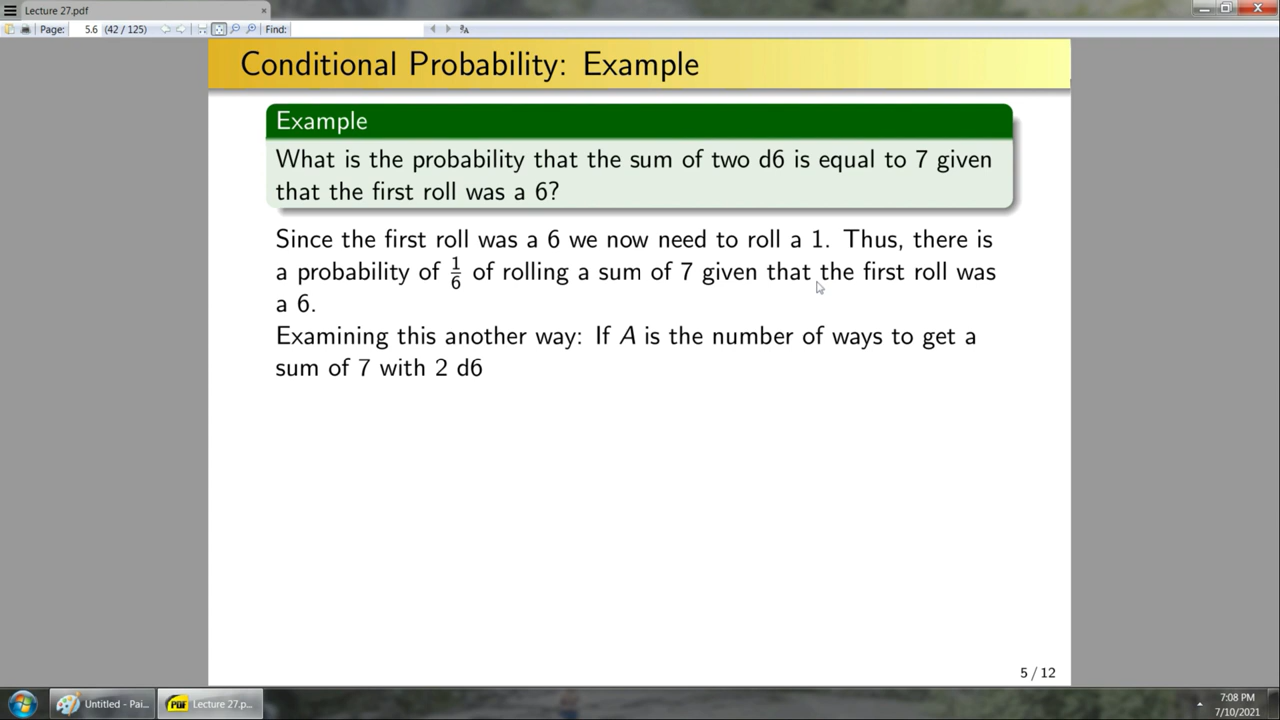 Lecture 27.pdf
Page: 5.6 (42 / 125) Find:
Conditional Probability: Example
Example
What is the probability that the sum of two d6 is equal to 7 given
that the first roll was a 6?
Since the first roll was a 6 we now need to roll a 1. Thus, there is
a probability of 1/6 of rolling a sum of 7 given that the first roll was
a 6.
Examining this another way: If A is the number of ways to get a
sum of 7 with 2 d6
5 / 12
Untitled - Pai... Lecture 27.p... 7:08 PM
7/10/2021